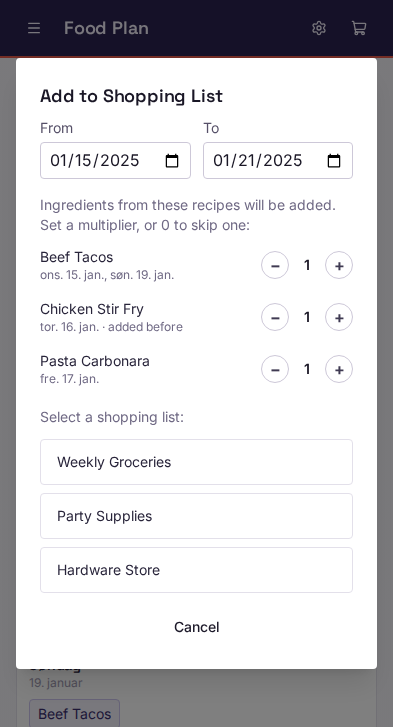 Food Plan
Add to Shopping List
From To
01/15/2025 01/21/2025
Ingredients from these recipes will be added.
Set a multiplier, or 0 to skip one:
Beef Tacos
ons. 15. jan., søn. 19. jan.
− 1 +
Chicken Stir Fry
tor. 16. jan. · added before
− 1 +
Pasta Carbonara
fre. 17. jan.
− 1 +
Select a shopping list:
Weekly Groceries
Party Supplies
Hardware Store
Cancel
19. januar
Beef Tacos